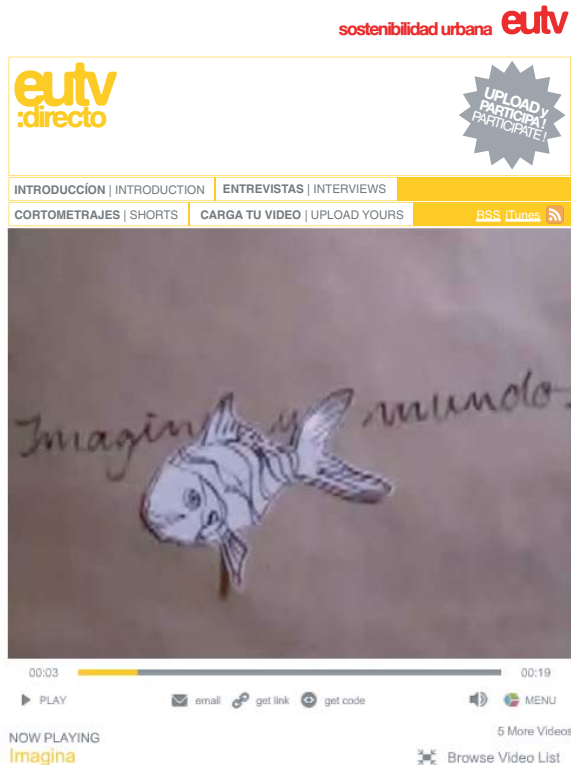 sostenibilidad urbana eutv
eutv
:directo
UPLOAD y
PARTICIPA!
PARTICIPATE!
INTRODUCCÍON | INTRODUCTION
ENTREVISTAS | INTERVIEWS
CORTOMETRAJES | SHORTS
CARGA TU VIDEO | UPLOAD YOURS
RSS iTunes
Imagin u mundo.
00:03
00:19
PLAY
email
get link
get code
MENU
NOW PLAYING
5 More Videos
Imagina
Browse Video List